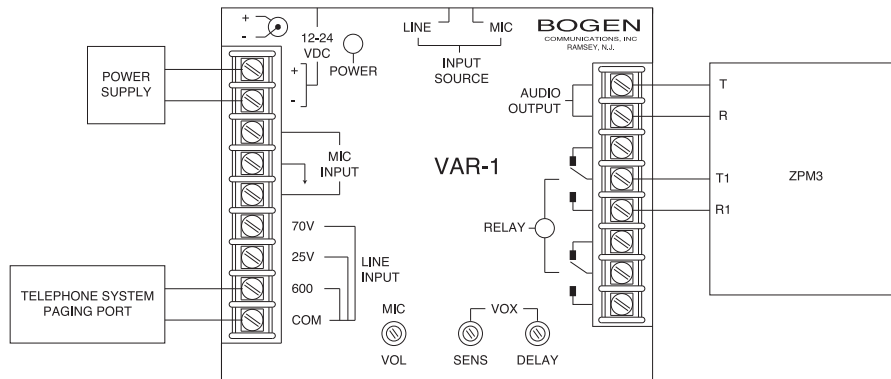 +
-
12-24
VDC
POWER
LINE
MIC
INPUT
SOURCE
BOGEN
COMMUNICATIONS, INC
RAMSEY, N.J.
POWER
SUPPLY
+
-
MIC
INPUT
70V
25V
600
COM
LINE
INPUT
TELEPHONE SYSTEM
PAGING PORT
VAR-1
AUDIO
OUTPUT
RELAY
MIC
VOL
VOX
SENS
DELAY
T
R
T1
R1
ZPM3